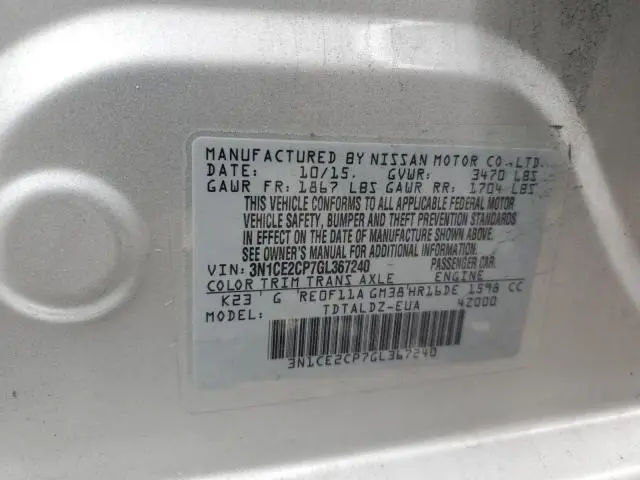 MANUFACTURED BY NISSAN MOTOR CO.,LTD.
DATE: 10/15. GVWR: 3470 LBS
GAWR FR: 1867 LBS GAWR RR: 1704 LBS
THIS VEHICLE CONFORMS TO ALL APPLICABLE FEDERAL MOTOR
VEHICLE SAFETY, BUMPER AND THEFT PREVENTION STANDARDS
IN EFFECT ON THE DATE OF MANUFACTURE SHOWN ABOVE.
SEE OWNER'S MANUAL FOR ADDITIONAL INFORMATION.
VIN: 3N1CE2CP7GL367240 PASSENGER CAR
COLOR TRIM TRANS AXLE ENGINE
K23 G RE0F11A GM38 HR16DE 1598 CC
MODEL: TDTALDZ-EUA 42000
3N1CE2CP7GL367240